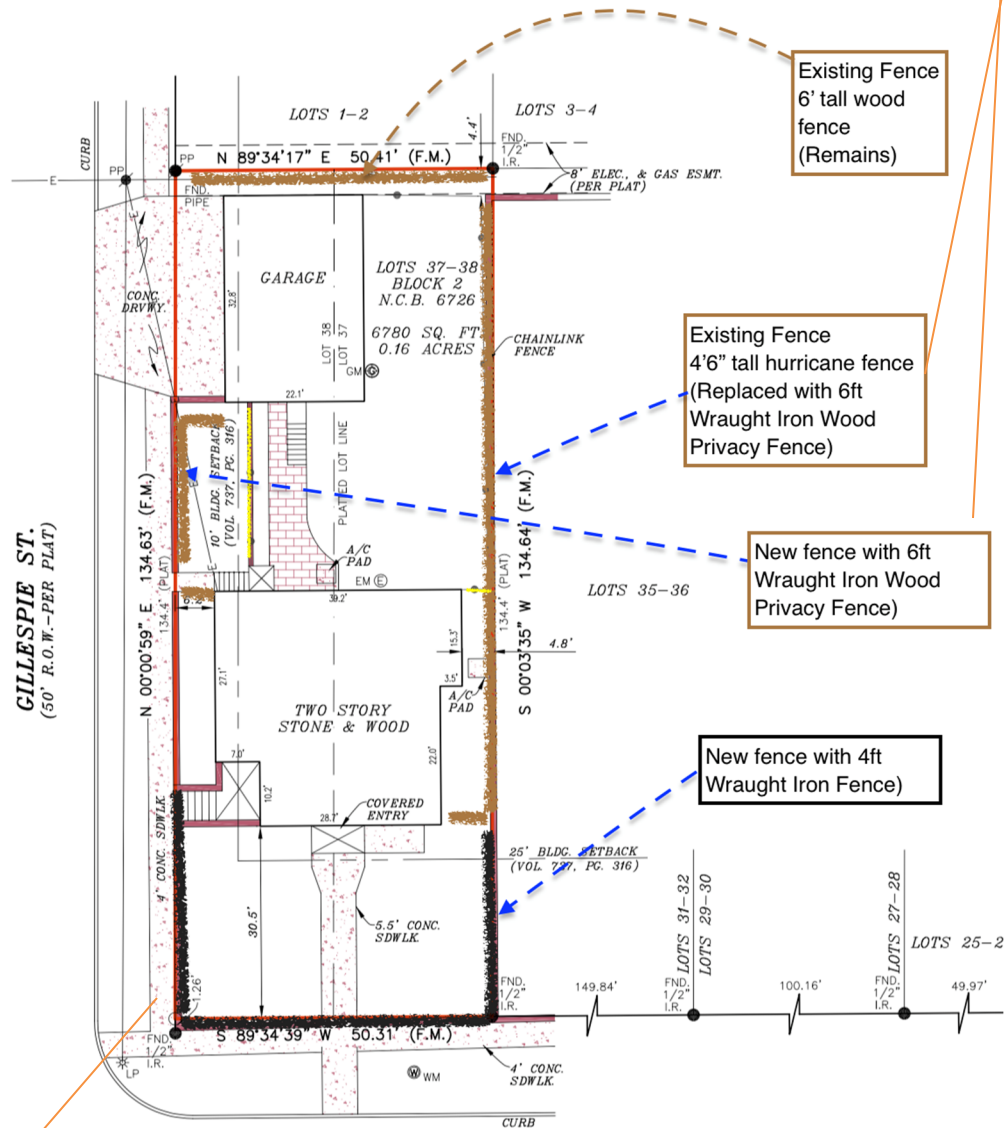 Existing Fence
6' tall wood
fence
(Remains)
LOTS 1-2
LOTS 3-4
4.4'
CURB
FND.
1/2"
I.R.
PP
N 89°34'17" E 50.41' (F.M.)
PP
E
8' ELEC., & GAS ESMT.
(PER PLAT)
FND.
PIPE
E
GARAGE
LOTS 37-38
BLOCK 2
N.C.B. 6726
6780 SQ. FT.
0.16 ACRES
CONC.
DRVWY.
32.8'
LOT 38
LOT 37
CHAINLINK
FENCE
GM G
22.1'
Existing Fence
4'6" tall hurricane fence
(Replaced with 6ft
Wraught Iron Wood
Privacy Fence)
10' BLDG. SETBACK
(VOL. 737, PG. 316)
PLATTED LOT LINE
E
GILLESPIE ST.
(50' R.O.W.-PER PLAT)
N 00°00'59" E 134.63' (F.M.)
134.4' (PLAT)
S 00°03'35" W 134.64' (F.M.)
134.4' (PLAT)
New fence with 6ft
Wraught Iron Wood
Privacy Fence)
A/C
PAD
E
EM E
39.2'
LOTS 35-36
6.2'
15.3'
4.8'
27.1'
3.5'
A/C
PAD
TWO STORY
STONE & WOOD
22.0'
7.0'
10.2'
New fence with 4ft
Wraught Iron Fence)
COVERED
ENTRY
28.7'
4' CONC. SDWLK.
25' BLDG. SETBACK
(VOL. 737, PG. 316)
30.5'
5.5' CONC.
SDWLK.
LOTS 31-32
LOTS 29-30
LOTS 27-28
LOTS 25-2
1.26'
FND.
1/2"
I.R.
149.84'
FND.
1/2"
I.R.
100.16'
FND.
1/2"
I.R.
49.97'
S 89°34'39" W 50.31' (F.M.)
FND.
1/2"
I.R.
LP
W WM
4' CONC.
SDWLK.
CURB